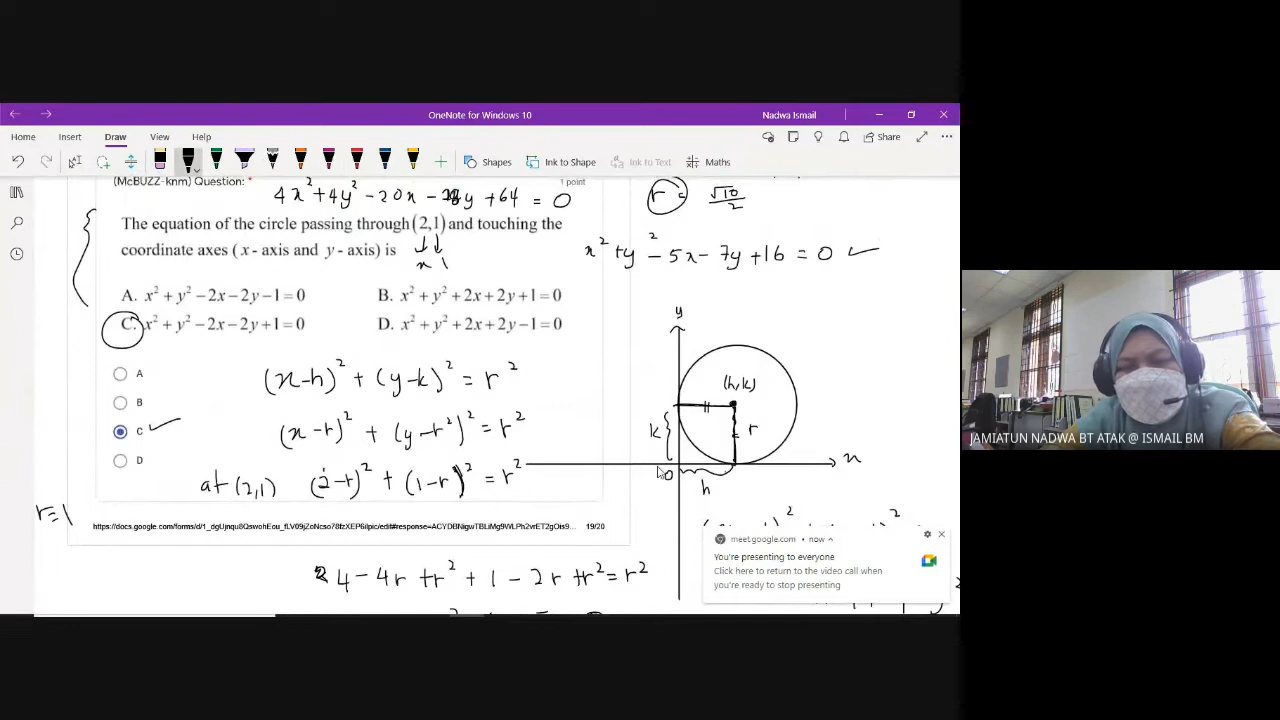 OneNote for Windows 10
Nadwa Ismail
Home Insert Draw View Help
Share
Shapes Ink to Shape Ink to Text Maths
(McBUZZ-knm) Question: *
1 point
4x² + 4y² - 20x - 28y + 64 = 0
The equation of the circle passing through (2,1) and touching the
coordinate axes (x - axis and y - axis) is
x
A. x² + y² − 2x − 2y − 1 = 0
B. x² + y² + 2x + 2y + 1 = 0
C. x² + y² − 2x − 2y + 1 = 0
D. x² + y² + 2x + 2y − 1 = 0
A
B
C
D
(x-h)² + (y-k)² = r²
(x-r)² + (y-r²)² = r²
at (2,1) (2-r)² + (1-r)² = r²
r=1
19/20
4 - 4r + r² + 1 - 2r + r² = r²
r = √10/2
x² + y² - 5x - 7y + 16 = 0
y
(h,k)
k
r
x
0
h
meet.google.com • now
You're presenting to everyone
Click here to return to the video call when
you're ready to stop presenting
JAMIATUN NADWA BT ATAK @ ISMAIL BM